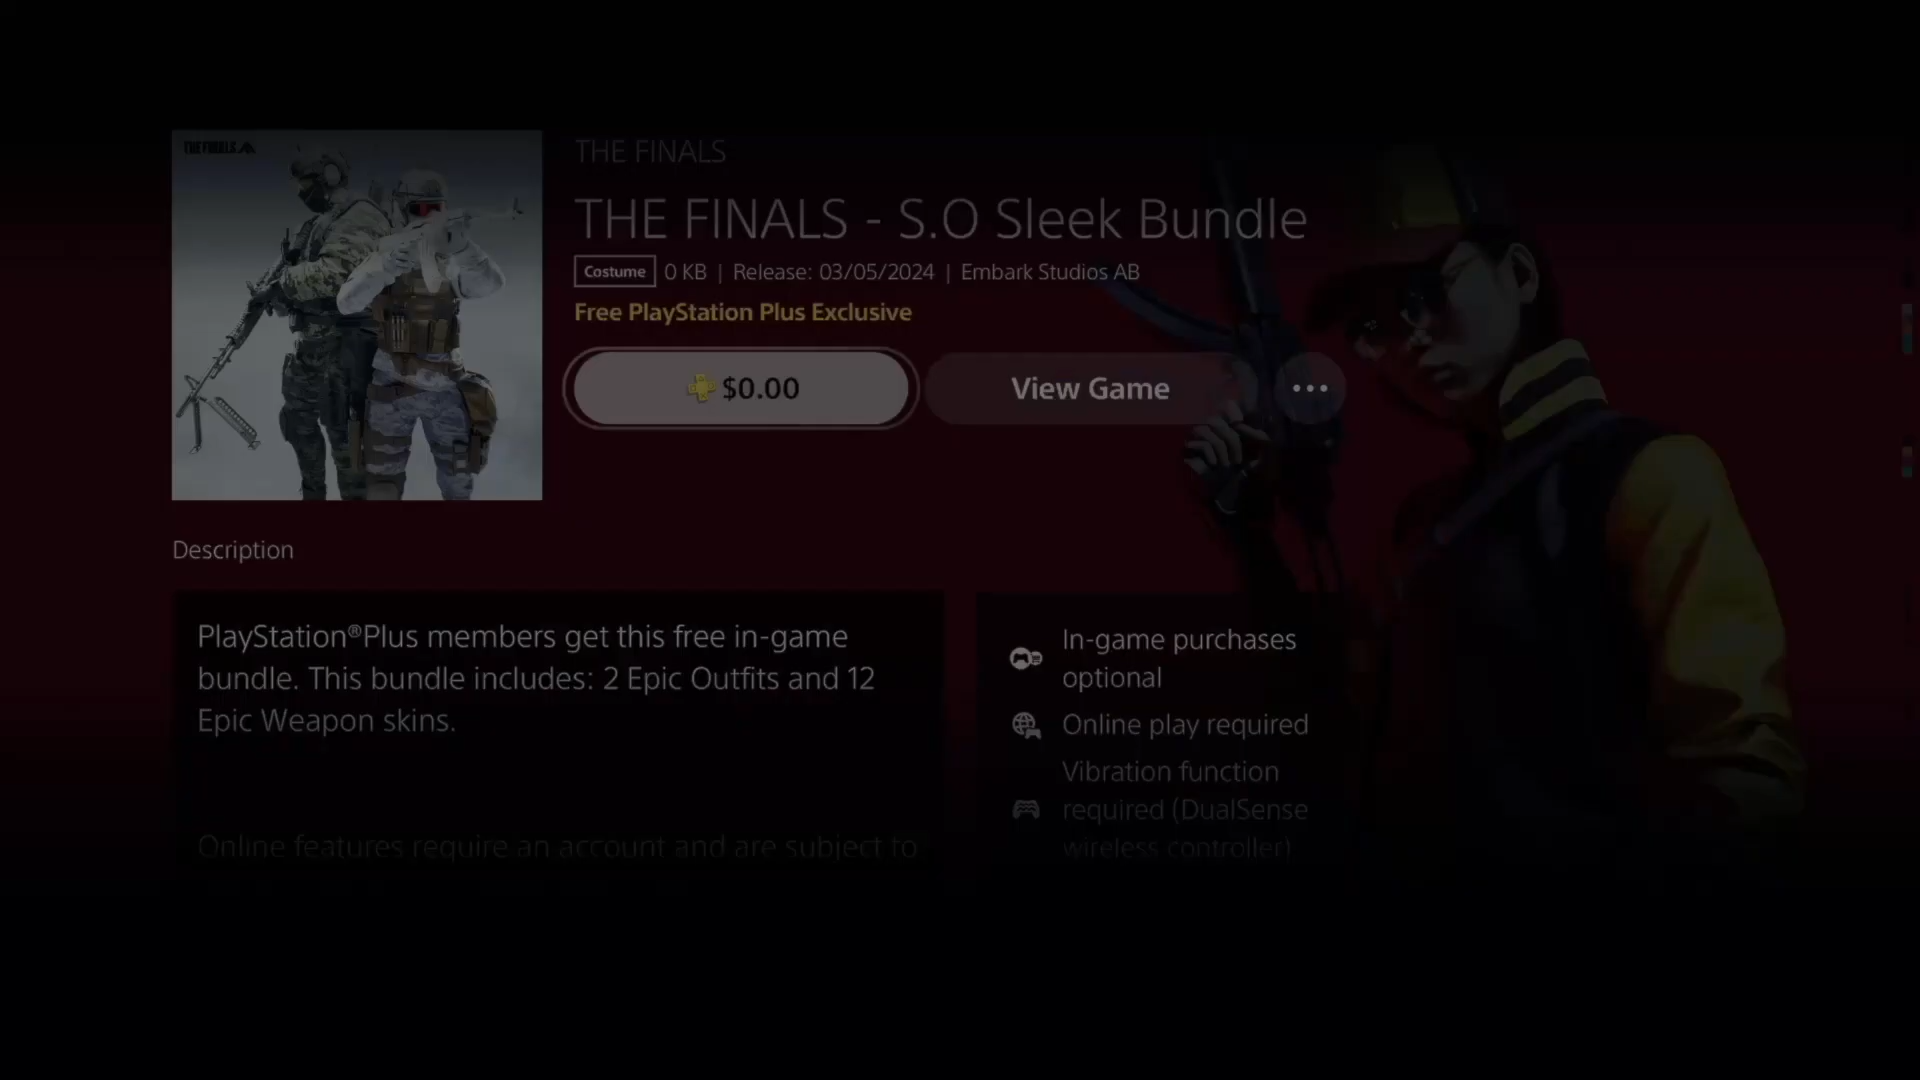 THE FINALS
THE FINALS
THE FINALS - S.O Sleek Bundle
Costume 0 KB | Release: 03/05/2024 | Embark Studios AB
Free PlayStation Plus Exclusive
$0.00
View Game
Description
PlayStation®Plus members get this free in-game
bundle. This bundle includes: 2 Epic Outfits and 12
Epic Weapon skins.
Online features require an account and are subject to
In-game purchases
optional
Online play required
Vibration function
required (DualSense
wireless controller)